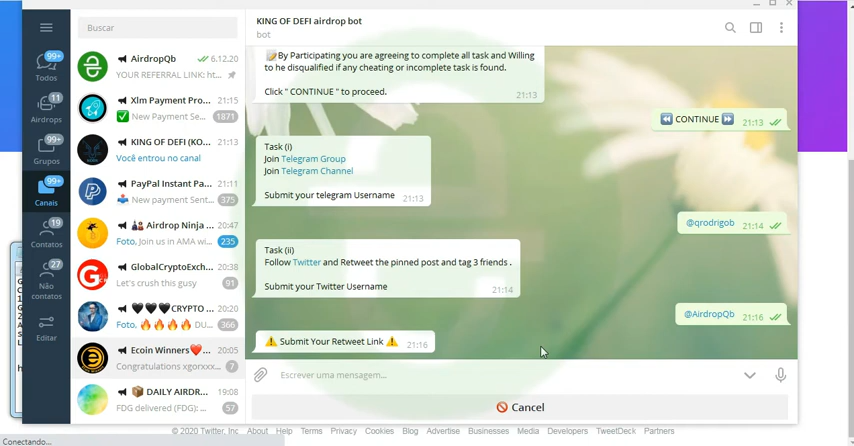 KING OF DEFI airdrop bot
bot
Buscar
99+
Todos
11
Airdrops
99+
Grupos
99+
Canais
19
Contatos
27
Não
contatos
Editar
AirdropQb
6.12.20
YOUR REFERRAL LINK: ht...
Xlm Payment Pro...
21:15
✅ New Payment Se...
1871
KING OF DEFI (KO...
21:13
Você entrou no canal
PayPal Instant Pa...
21:11
New payment Sent...
375
Airdrop Ninja ...
20:47
Foto, Join us in AMA wi...
235
GlobalCryptoExch...
20:38
Let's crush this gusy
91
🖤🖤🖤CRYPTO ...
20:20
Foto, 🔥🔥🔥🔥 DU...
366
Ecoin Winners❤️...
20:05
Congratulations xgorxxx...
7
📦 DAILY AIRDR...
19:08
FDG delivered (FDG): ...
57
📝By Participating you are agreeing to complete all task and Willing
to be disqualified if any cheating or incomplete task is found.
Click " CONTINUE " to proceed.
21:13
⏪ CONTINUE ⏩
21:13
Task (i)
Join Telegram Group
Join Telegram Channel
Submit your telegram Username
21:13
@qrodrigob
21:14
Task (ii)
Follow Twitter and Retweet the pinned post and tag 3 friends .
Submit your Twitter Username
21:14
@AirdropQb
21:16
⚠️ Submit Your Retweet Link ⚠️
21:16
Escrever uma mensagem...
🚫 Cancel
© 2020 Twitter, Inc About Help Terms Privacy Cookies Blog Advertise Businesses Media Developers TweetDeck Partners
Conectando...